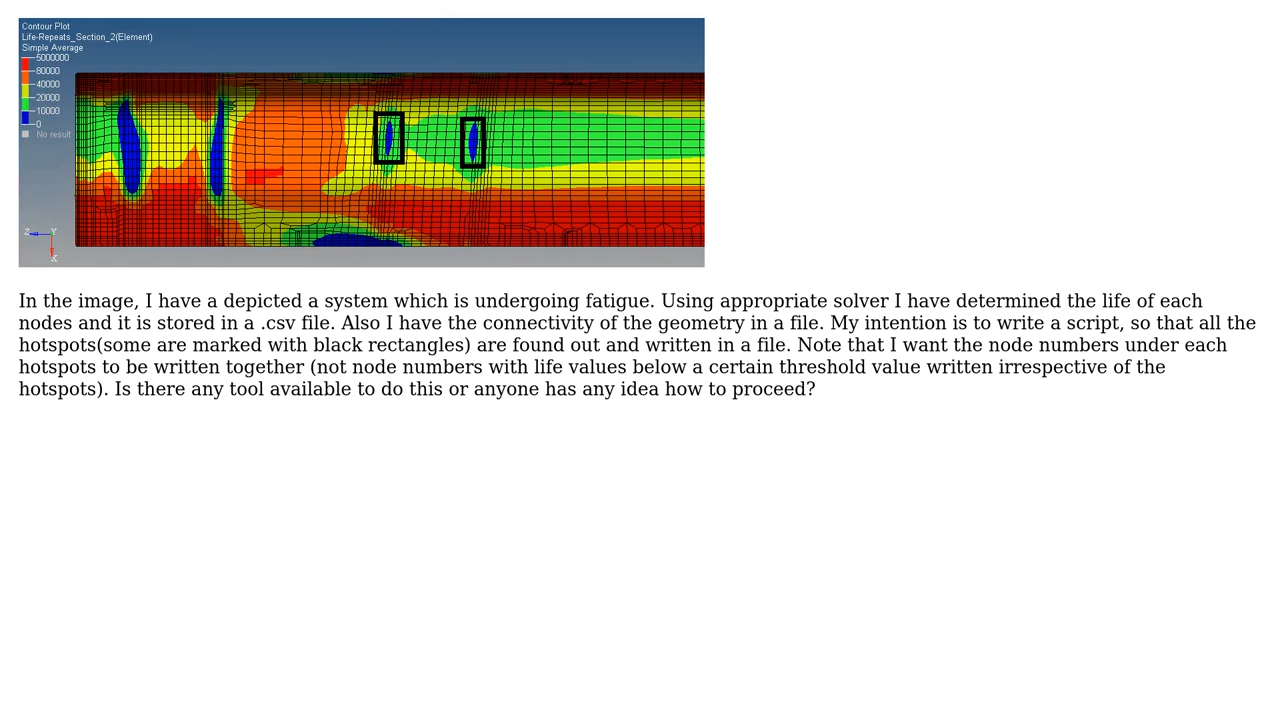 Contour Plot
Life-Repeats_Section_2(Element)
Simple Average
5000000
80000
40000
20000
10000
0
No result
Z
Y
X
In the image, I have a depicted a system which is undergoing fatigue. Using appropriate solver I have determined the life of each
nodes and it is stored in a .csv file. Also I have the connectivity of the geometry in a file. My intention is to write a script, so that all the
hotspots(some are marked with black rectangles) are found out and written in a file. Note that I want the node numbers under each
hotspots to be written together (not node numbers with life values below a certain threshold value written irrespective of the
hotspots). Is there any tool available to do this or anyone has any idea how to proceed?